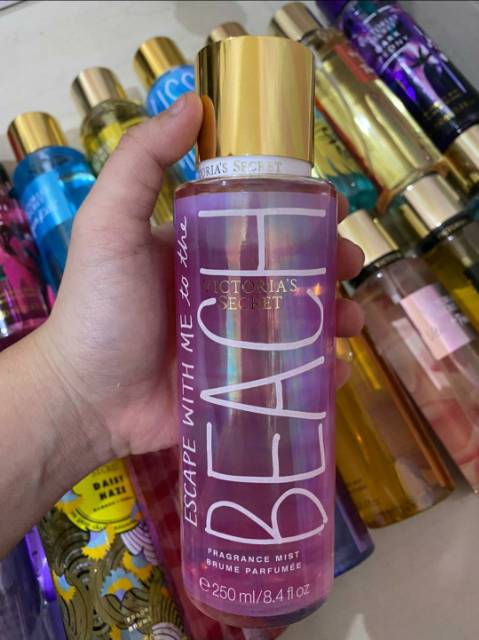 VICTORIA'S SECRET
ESCAPE WITH ME to the
BEACH
VICTORIA'S
SECRET
FRAGRANCE MIST
BRUME PARFUMÉE
e 250 ml/8.4 fl oz
DAISY
HAZE